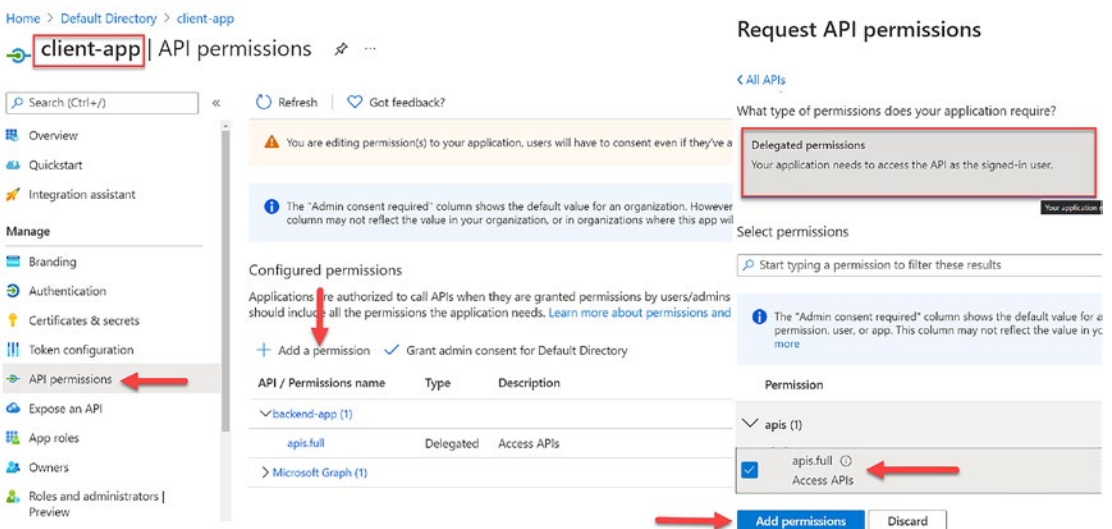 Home > Default Directory > client-app
client-app | API permissions
Search (Ctrl+/)
Overview
Quickstart
Integration assistant
Manage
Branding
Authentication
Certificates & secrets
Token configuration
API permissions
Expose an API
App roles
Owners
Roles and administrators |
Preview
Refresh
Got feedback?
You are editing permission(s) to your application, users will have to consent even if they've a
The "Admin consent required" column shows the default value for an organization. However
column may not reflect the value in your organization, or in organizations where this app wil
Configured permissions
Applications are authorized to call APIs when they are granted permissions by users/admins
should include all the permissions the application needs. Learn more about permissions and
Add a permission
Grant admin consent for Default Directory
API / Permissions name Type Description
backend-app (1)
apis.full Delegated Access APIs
Microsoft Graph (1)
Request API permissions
All APIs
What type of permissions does your application require?
Delegated permissions
Your application needs to access the API as the signed-in user.
Your application
Select permissions
Start typing a permission to filter these results
The "Admin consent required" column shows the default value for a
permission, user, or app. This column may not reflect the value in yo
more
Permission
apis (1)
apis.full
Access APIs
Add permissions
Discard